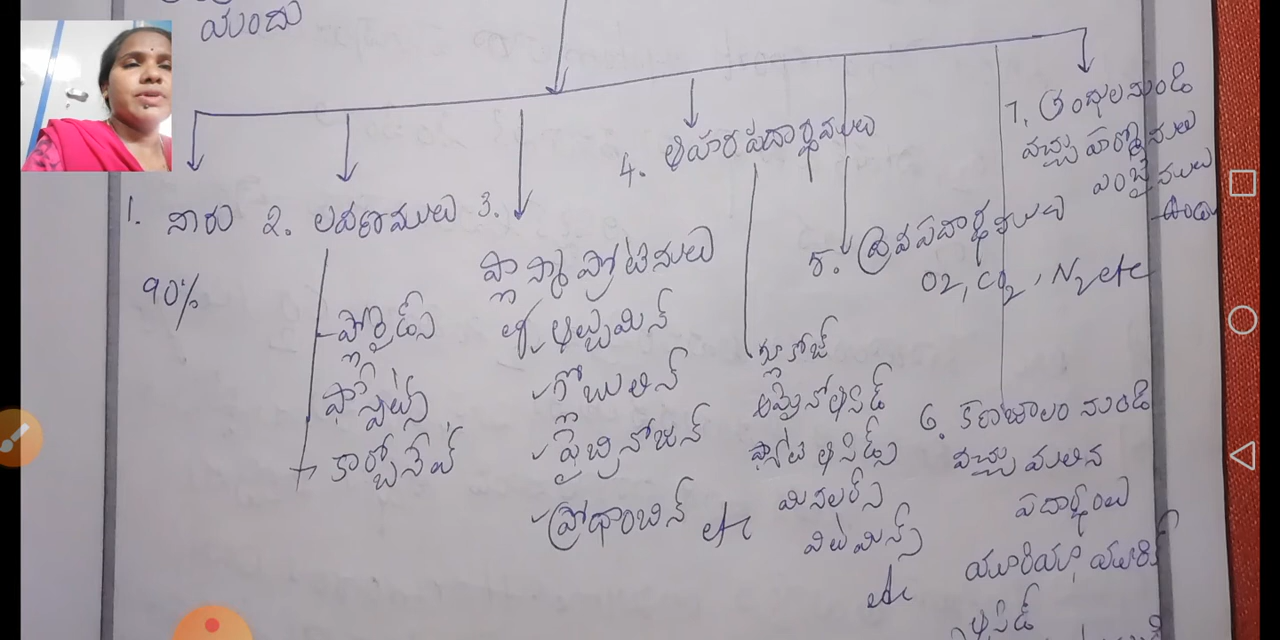 యందు
1. నీరు
90%
2. లవణములు
ఫ్లోరైడ్స్
ఫాస్ఫేట్స్
కార్బోనేట్
3.
ప్లాస్మా ప్రోటీనులు
ఆల్బుమిన్
గ్లోబులిన్
ఫైబ్రినోజన్
ప్రోథ్రాంబిన్ etc
4. ఆహార పదార్థములు
గ్లూకోజ్
అమైనో ఆసిడ్
ఫ్యాటి ఆసిడ్స్
మినరల్స్
విటమిన్స్
etc
5. ద్రవపదార్థములు
O2, CO2, N2 etc
6. కణజాలం నుండి
వచ్చు మలిన
పదార్థంలు
యూరియా, యూరిక్
ఆసిడ్
7. గ్రంథుల నుండి
వచ్చు హార్మోనులు
ఎంజైములు
ఉండు